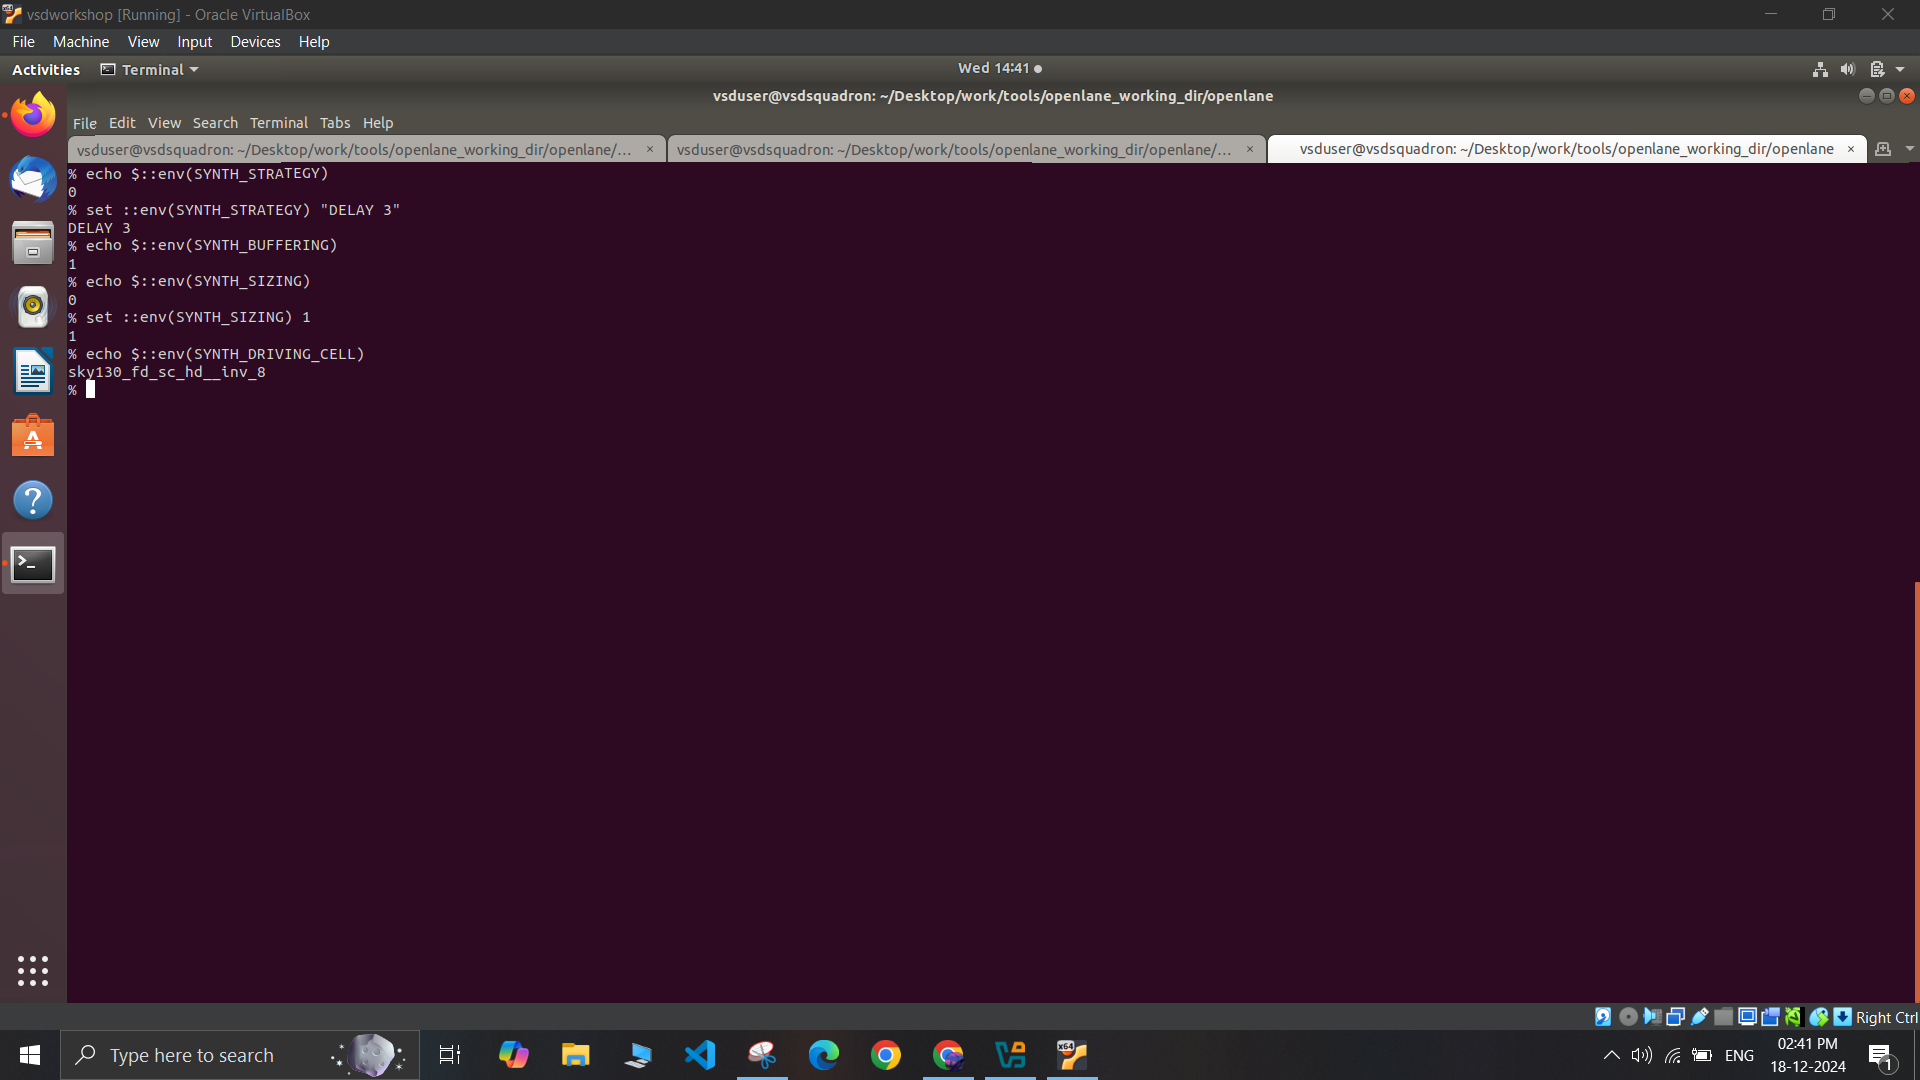 vsdworkshop [Running] - Oracle VirtualBox
File Machine View Input Devices Help
Activities Terminal Wed 14:41
vsduser@vsdsquadron: ~/Desktop/work/tools/openlane_working_dir/openlane
File Edit View Search Terminal Tabs Help
vsduser@vsdsquadron: ~/Desktop/work/tools/openlane_working_dir/openlane/... × vsduser@vsdsquadron: ~/Desktop/work/tools/openlane_working_dir/openlane/... × vsduser@vsdsquadron: ~/Desktop/work/tools/openlane_working_dir/openlane ×
% echo $::env(SYNTH_STRATEGY)
0
% set ::env(SYNTH_STRATEGY) "DELAY 3"
DELAY 3
% echo $::env(SYNTH_BUFFERING)
1
% echo $::env(SYNTH_SIZING)
0
% set ::env(SYNTH_SIZING) 1
1
% echo $::env(SYNTH_DRIVING_CELL)
sky130_fd_sc_hd__inv_8
%
Right Ctrl
Type here to search
ENG
02:41 PM
18-12-2024
1